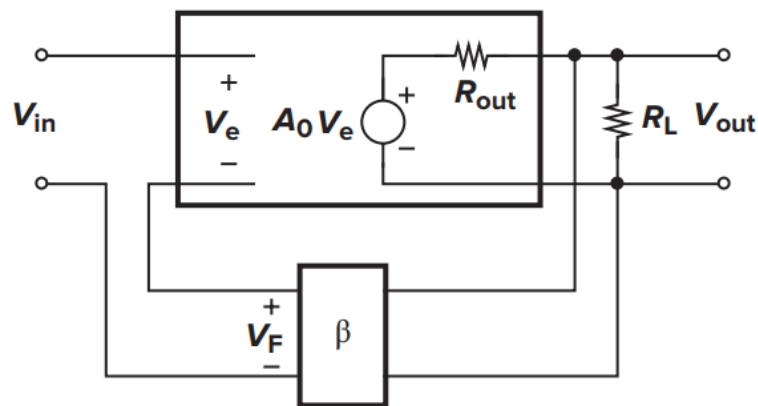 + + R_out
V_in V_e A_0 V_e R_L V_out
− −
+
V_F β
−